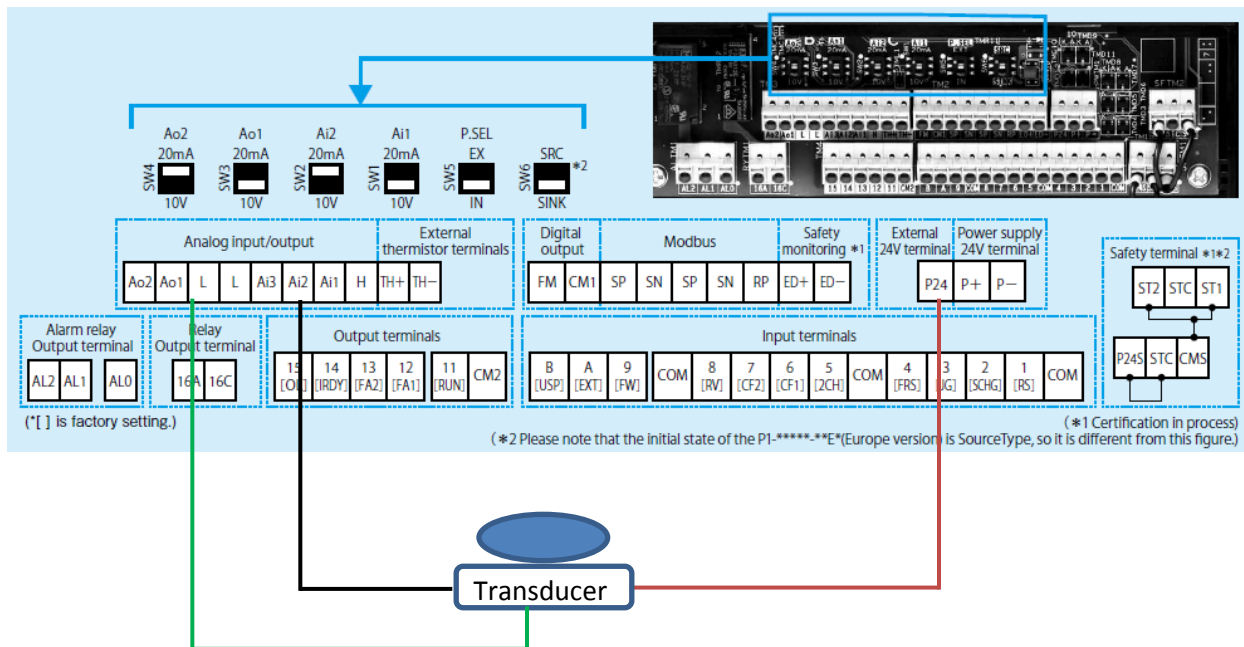 Ao2 Ao1 Ai2 Ai1 P.SEL
20mA 20mA 20mA 20mA EX SRC
*2
SW4 SW3 SW2 SW1 SW5 SW6
10V 10V 10V 10V IN SINK
Analog input/output
External
thermistor terminals
Digital
output
Modbus
Safety
monitoring *1
External
24V terminal
Power supply
24V terminal
Safety terminal *1*2
Ao2 Ao1 L L Ai3 Ai2 Ai1 H TH+ TH−
FM CM1 SP SN SP SN RP ED+ ED−
P24 P+ P−
ST2 STC ST1
P24S STC CMS
Alarm relay
Output terminal
Relay
Output terminal
Output terminals
Input terminals
AL2 AL1 AL0
16A 16C
15 14 13 12 11 CM2
[OL] [IRDY] [FA2] [FA1] [RUN]
B A 9 COM 8 7 6 5 COM 4 3 2 1 COM
[USP] [EXT] [FW] [RV] [CF2] [CF1] [2CH] [FRS] [JG] [SCHG] [RS]
(*[ ] is factory setting.)
(*1 Certification in process)
(*2 Please note that the initial state of the P1-*****-**E*(Europe version) is SourceType, so it is different from this figure.)
Transducer